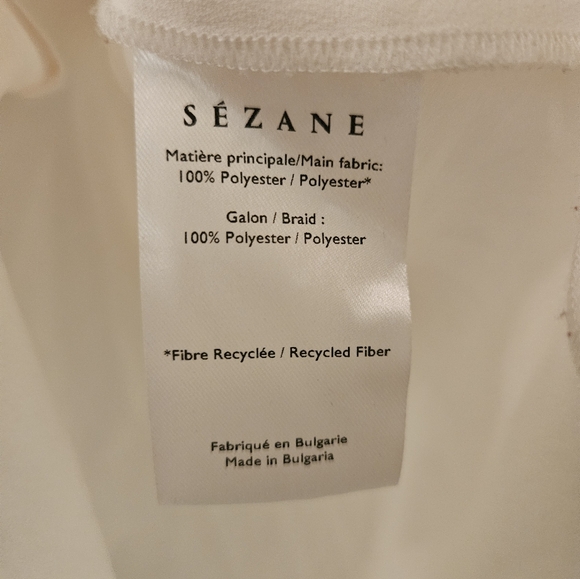 SÉZANE
Matière principale/Main fabric:
100% Polyester / Polyester*
Galon / Braid :
100% Polyester / Polyester
*Fibre Recyclée / Recycled Fiber
Fabriqué en Bulgarie
Made in Bulgaria